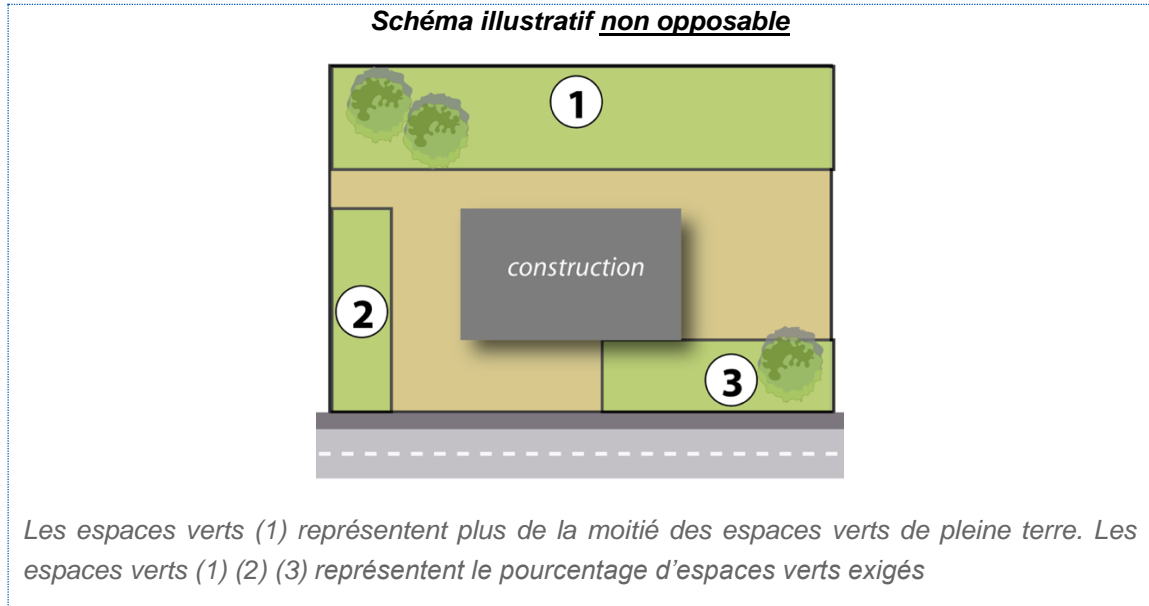 Schéma illustratif non opposable
1
construction
2
3
Les espaces verts (1) représentent plus de la moitié des espaces verts de pleine terre. Les
espaces verts (1) (2) (3) représentent le pourcentage d'espaces verts exigés